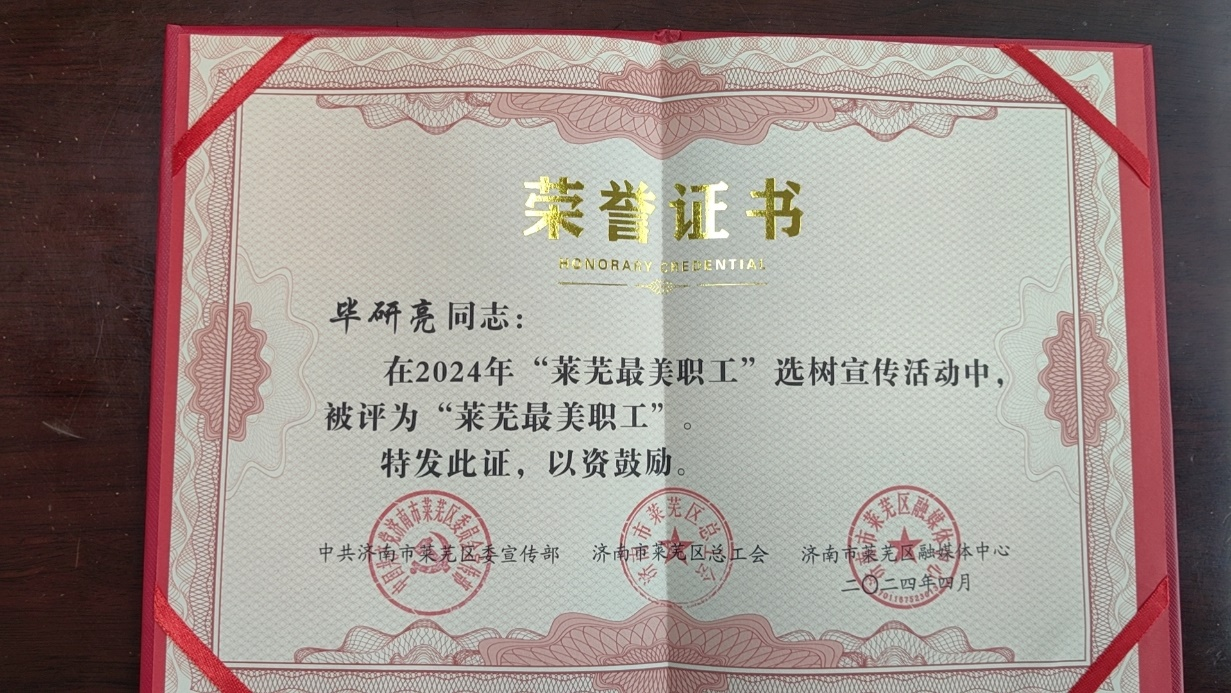 荣誉证书
HONORARY CREDENTIAL
毕研亮同志：
在2024年“莱芜最美职工”选树宣传活动中，
被评为“莱芜最美职工”。
特发此证，以资鼓励。
中共济南市莱芜区委宣传部 济南市莱芜区总工会 济南市莱芜区融媒体中心
二〇二四年四月